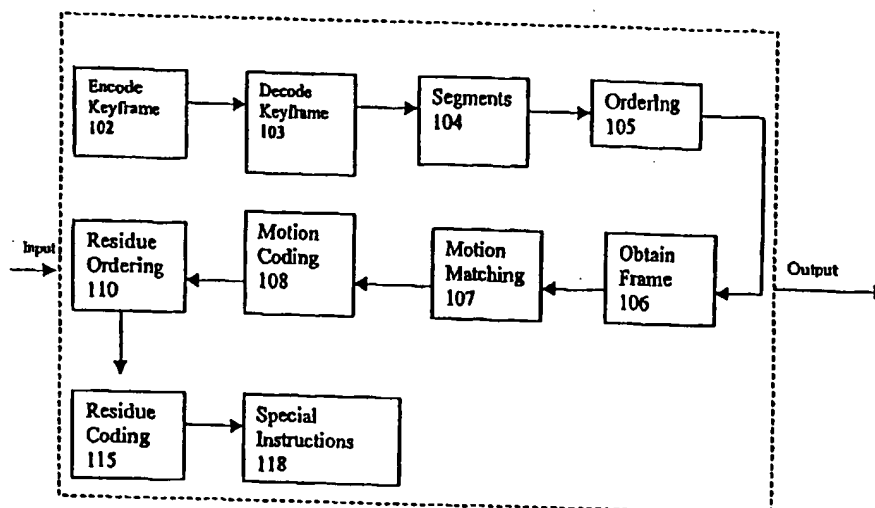 Encode
Keyframe
102
Decode
Keyframe
103
Segments
104
Ordering
105
Input
Residue
Ordering
110
Motion
Coding
108
Motion
Matching
107
Obtain
Frame
106
Output
Residue
Coding
115
Special
Instructions
118